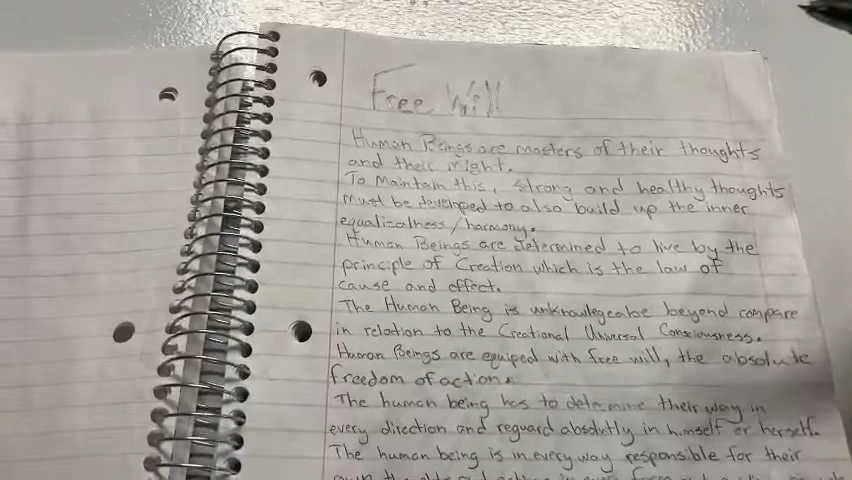 Free Will
Human Beings are masters of their thoughts
and their might.
To Maintain this, strong and healthy thoughts
must be developed to also build up the inner
equalizalness/harmony.
Human Beings are determined to live by the
principle of Creation which is the law of
cause and effect.
The Human Being is unknowlegeabe beyond compare
in relation to the Creational Universal Consciousness.
Human Beings are equiped with free will, the absolute
freedom of action.
The human being has to determine their way in
every direction and reguard absolutly in himself or herself.
The human being is in every way responsible for their